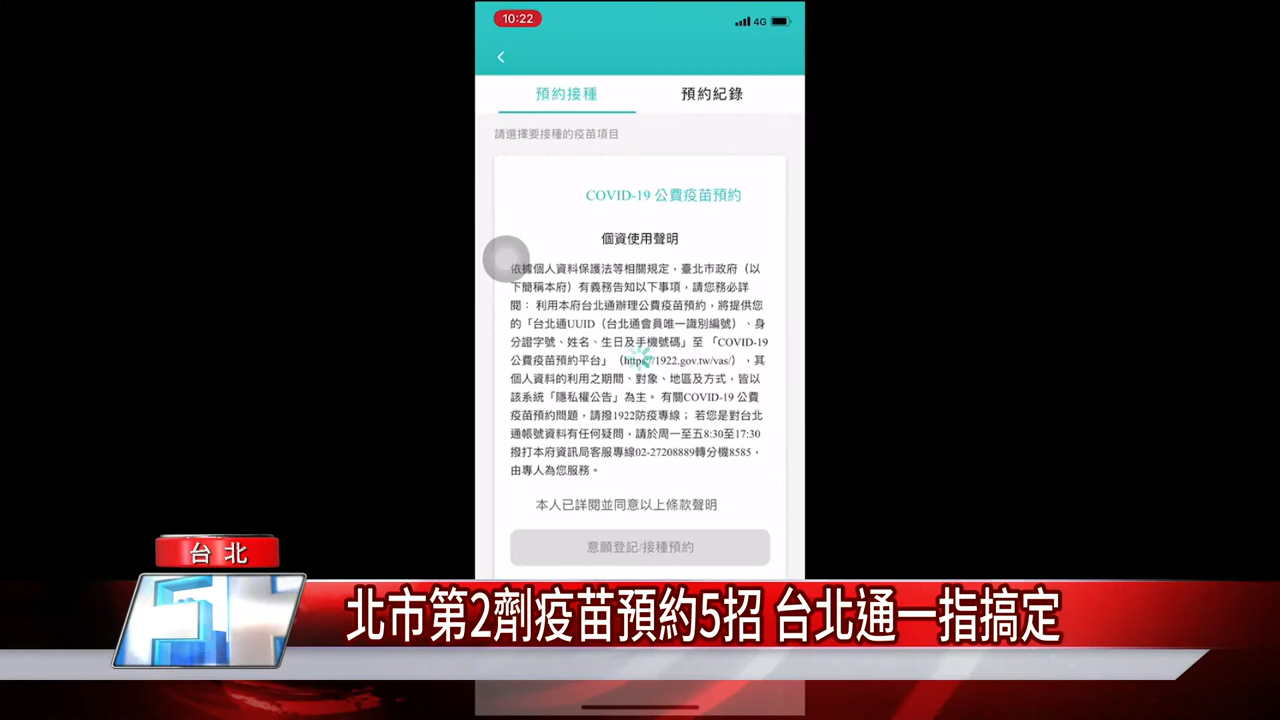 10:22
4G
預約接種
預約紀錄
請選擇要接種的疫苗項目
COVID-19 公費疫苗預約
個資使用聲明
依據個人資料保護法等相關規定，臺北市政府（以
下簡稱本府）有義務告知以下事項，請您務必詳
閱： 利用本府台北通辦理公費疫苗預約，將提供您
的「台北通UUID（台北通會員唯一識別編號）、身
分證字號、姓名、生日及手機號碼」至 「COVID-19
公費疫苗預約平台」（https://1922.gov.tw/vas/），其
個人資料的利用之期間、對象、地區及方式，皆以
該系統「隱私權公告」為主。 有關COVID-19 公費
疫苗預約問題，請撥1922防疫專線； 若您是對台北
通帳號資料有任何疑問，請於周一至五8:30至17:30
撥打本府資訊局客服專線02-27208889轉分機8585，
由專人為您服務。
本人已詳閱並同意以上條款聲明
意願登記/接種預約
台北
北市第2劑疫苗預約5招 台北通一指搞定